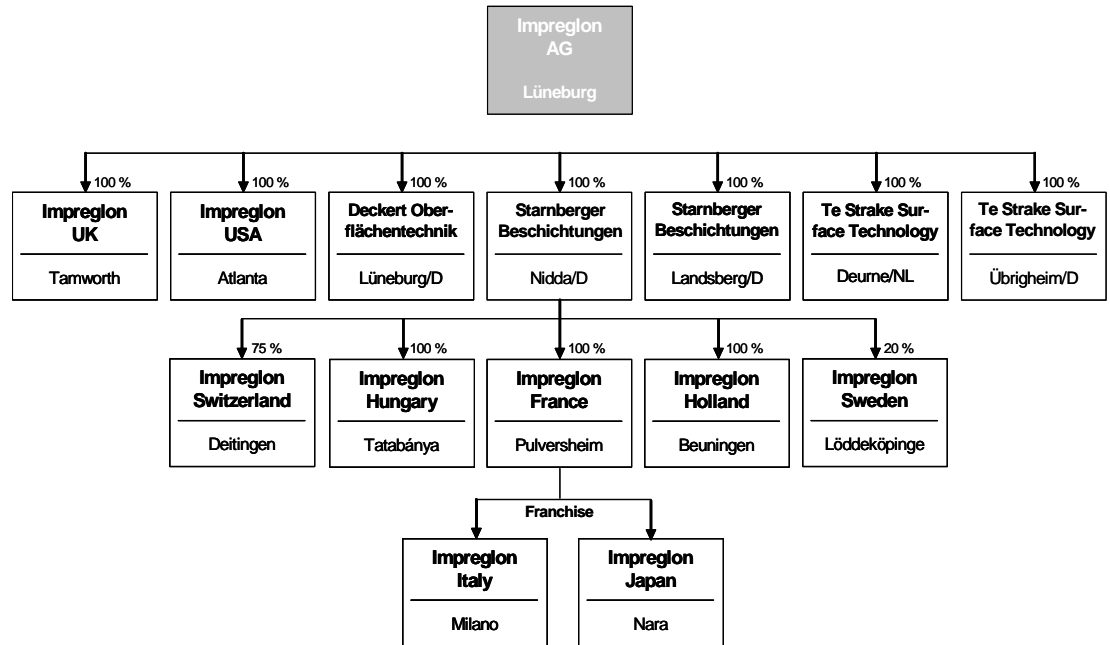 Impreglon
AG
Lüneburg
100 %
100 %
100 %
100 %
100 %
100 %
100 %
Impreglon
UK
Tamworth
Impreglon
USA
Atlanta
Deckert Ober-
flächentechnik
Lüneburg/D
Starnberger
Beschichtungen
Nidda/D
Starnberger
Beschichtungen
Landsberg/D
Te Strake Sur-
face Technology
Deurne/NL
Te Strake Sur-
face Technology
Übrigheim/D
75 %
100 %
100 %
100 %
20 %
Impreglon
Switzerland
Deitingen
Impreglon
Hungary
Tatabánya
Impreglon
France
Pulversheim
Impreglon
Holland
Beuningen
Impreglon
Sweden
Löddeköpinge
Franchise
Impreglon
Italy
Milano
Impreglon
Japan
Nara